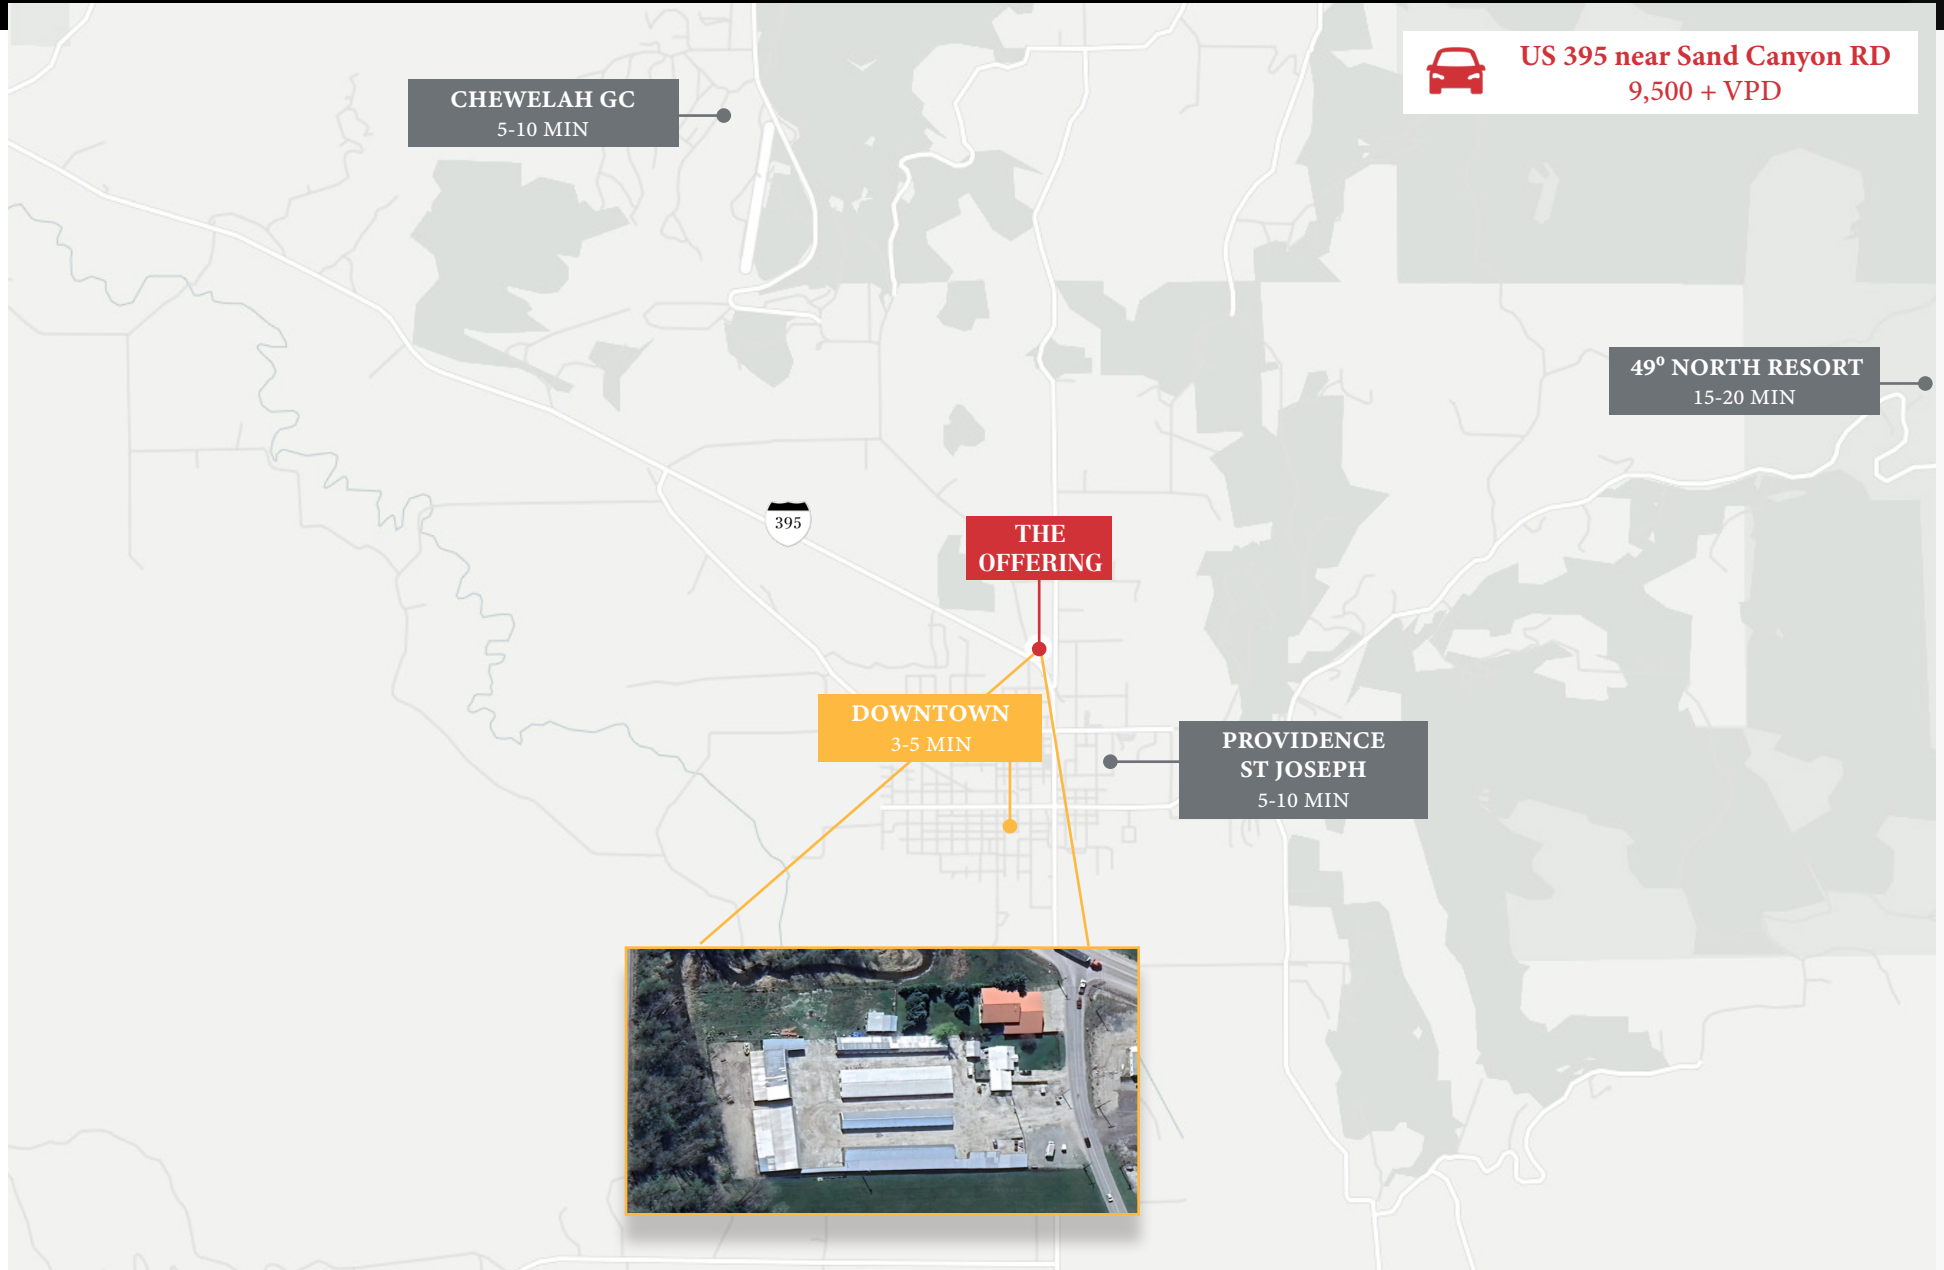 US 395 near Sand Canyon RD
9,500 + VPD
CHEWELAH GC
5-10 MIN
49⁰ NORTH RESORT
15-20 MIN
395
THE
OFFERING
DOWNTOWN
3-5 MIN
PROVIDENCE
ST JOSEPH
5-10 MIN